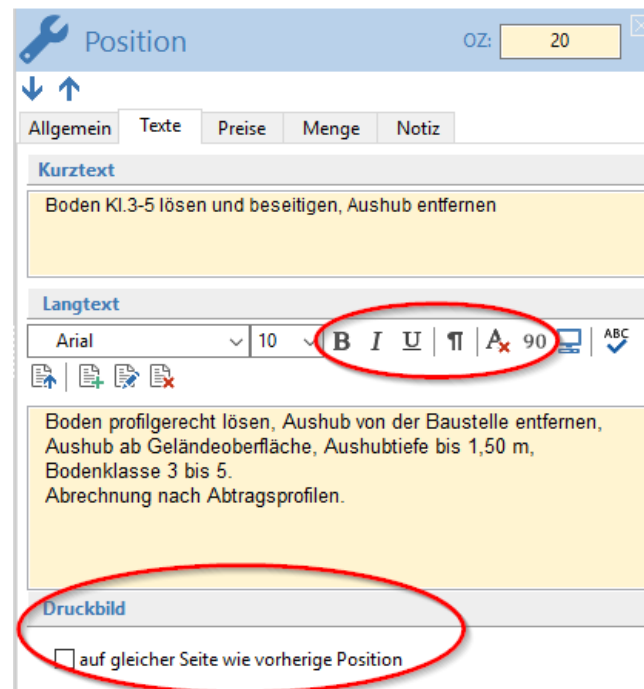 Position OZ: 20
Allgemein Texte Preise Menge Notiz
Kurztext
Boden Kl.3-5 lösen und beseitigen, Aushub entfernen
Langtext
Arial 10 B I U ¶ A 90 ABC
Boden profilgerecht lösen, Aushub von der Baustelle entfernen,
Aushub ab Geländeoberfläche, Aushubtiefe bis 1,50 m,
Bodenklasse 3 bis 5.
Abrechnung nach Abtragsprofilen.
Druckbild
auf gleicher Seite wie vorherige Position